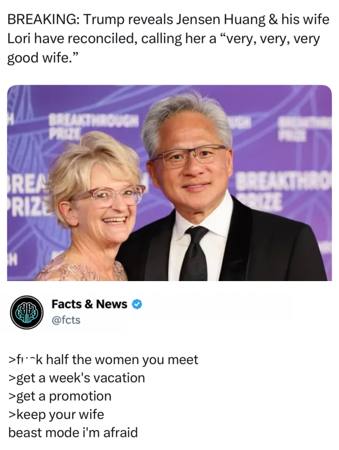 BREAKING: Trump reveals Jensen Huang & his wife
Lori have reconciled, calling her a “very, very, very
good wife.”
BREAKTHROUGH
PRIZE
BREAKTHROUGH
PRIZE
BREAKTHRO
PRIZE
Facts & News
@fcts
half the women you meet
>get a week's vacation
>get a promotion
>keep your wife
beast mode i'm afraid